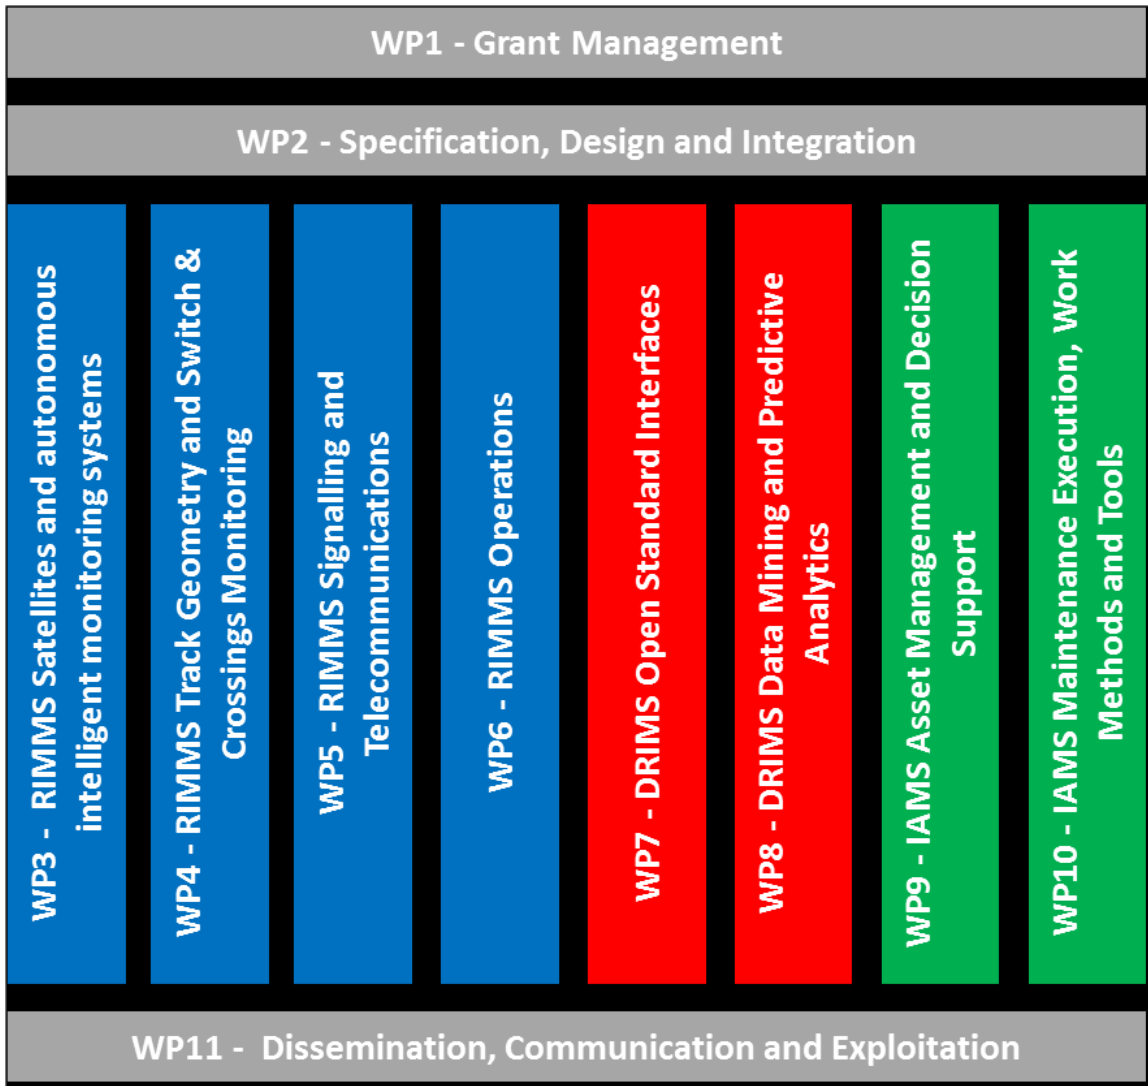 WP1 - Grant Management
WP2 - Specification, Design and Integration
WP3 - RIMMS Satellites and autonomous
intelligent monitoring systems
WP4 - RIMMS Track Geometry and Switch &
Crossings Monitoring
WP5 - RIMMS Signalling and
Telecommunications
WP6 - RIMMS Operations
WP7 - DRIMS Open Standard Interfaces
WP8 - DRIMS Data Mining and Predictive
Analytics
WP9 - IAMS Asset Management and Decision
Support
WP10 - IAMS Maintenance Execution, Work
Methods and Tools
WP11 - Dissemination, Communication and Exploitation